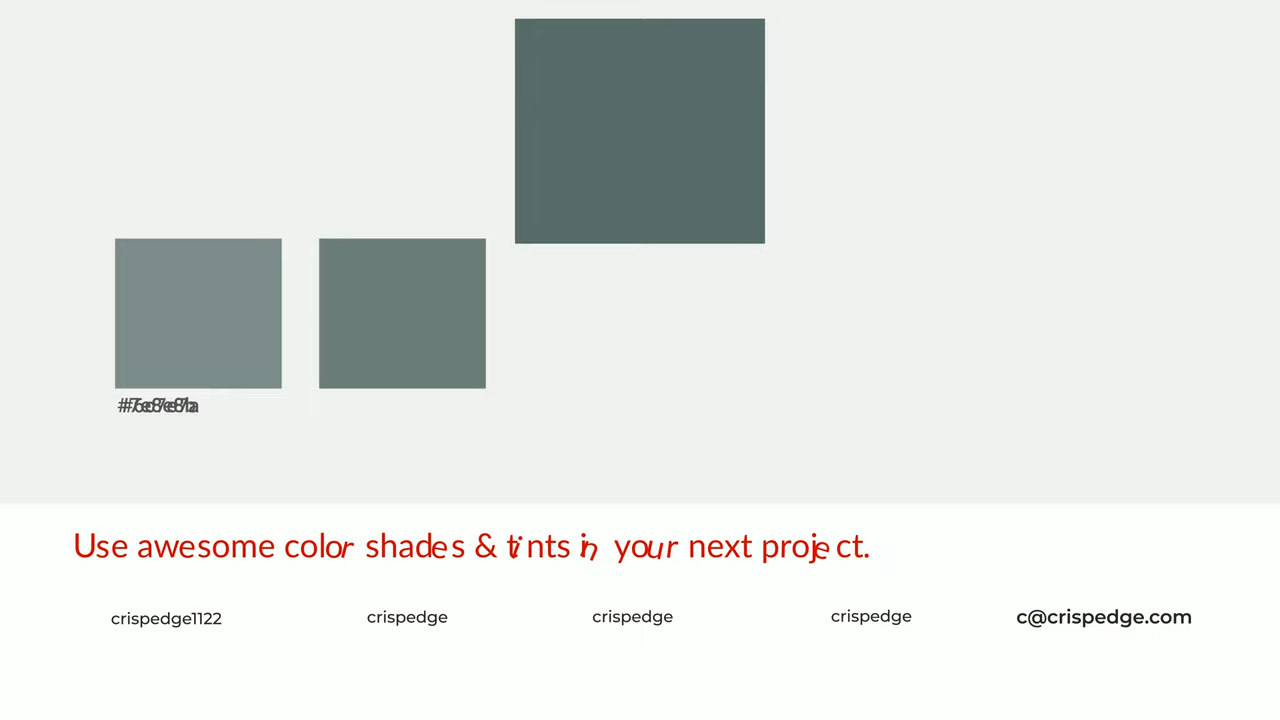 Use awesome color shades & tints in your next project.
crispedge1122 crispedge crispedge crispedge c@crispedge.com